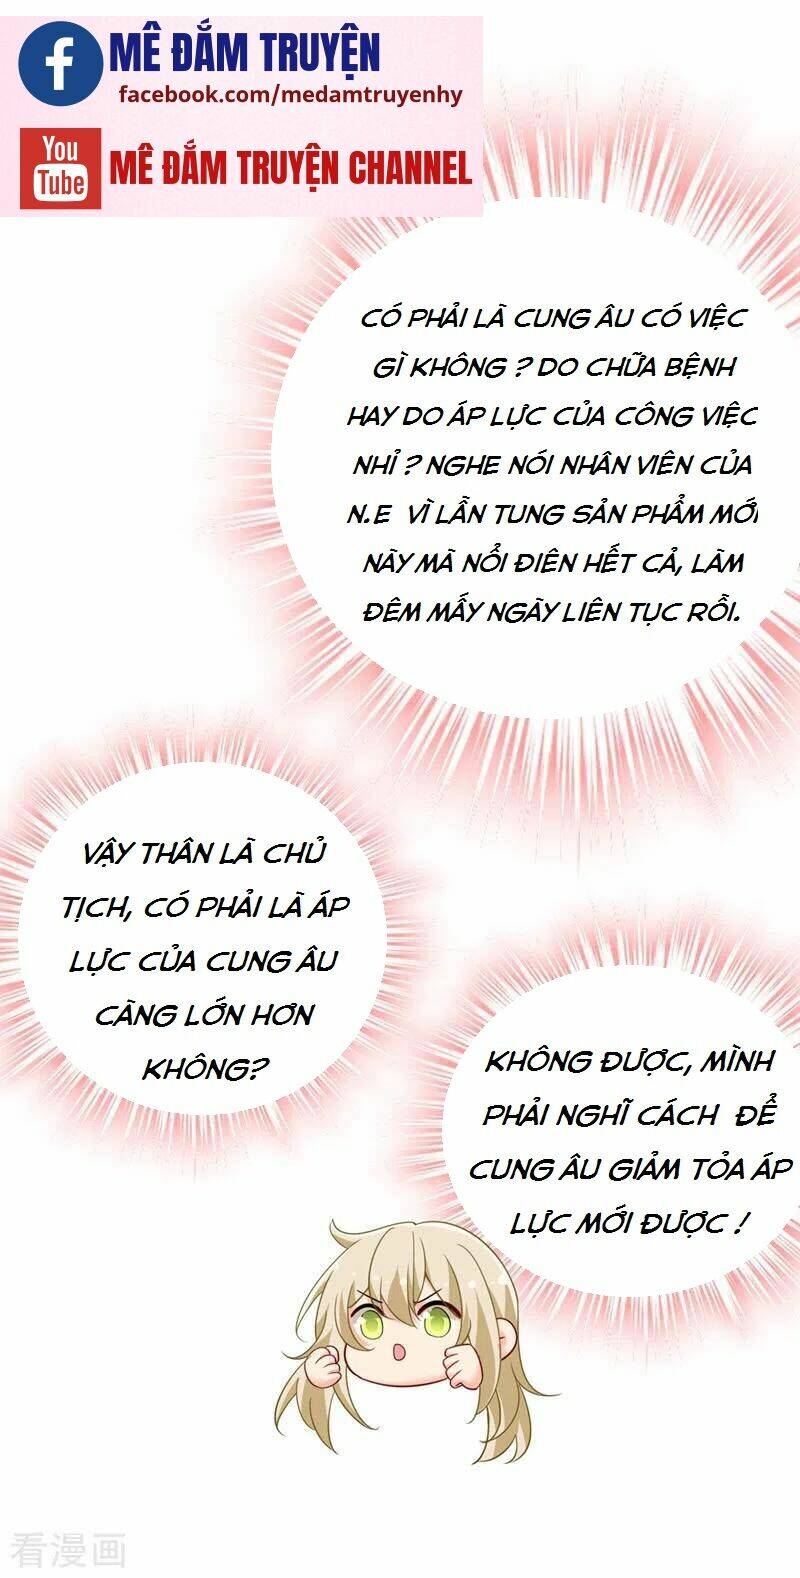 MÊ ĐẮM TRUYỆN
facebook.com/medamtruyenhy
You
Tube
MÊ ĐẮM TRUYỆN CHANNEL
CÓ PHẢI LÀ CUNG ÂU CÓ VIỆC
GÌ KHÔNG ? DO CHỮA BỆNH
HAY DO ÁP LỰC CỦA CÔNG VIỆC
NHỈ ? NGHE NÓI NHÂN VIÊN CỦA
N.E VÌ LẦN TUNG SẢN PHẨM MỚI
NÀY MÀ NỔI ĐIÊN HẾT CẢ, LÀM
ĐÊM MẤY NGÀY LIÊN TỤC RỒI.
VẬY THÂN LÀ CHỦ
TỊCH, CÓ PHẢI LÀ ÁP
LỰC CỦA CUNG ÂU
CÀNG LỚN HƠN
KHÔNG?
KHÔNG ĐƯỢC, MÌNH
PHẢI NGHĨ CÁCH ĐỂ
CUNG ÂU GIẢM TỎA ÁP
LỰC MỚI ĐƯỢC !
看漫画